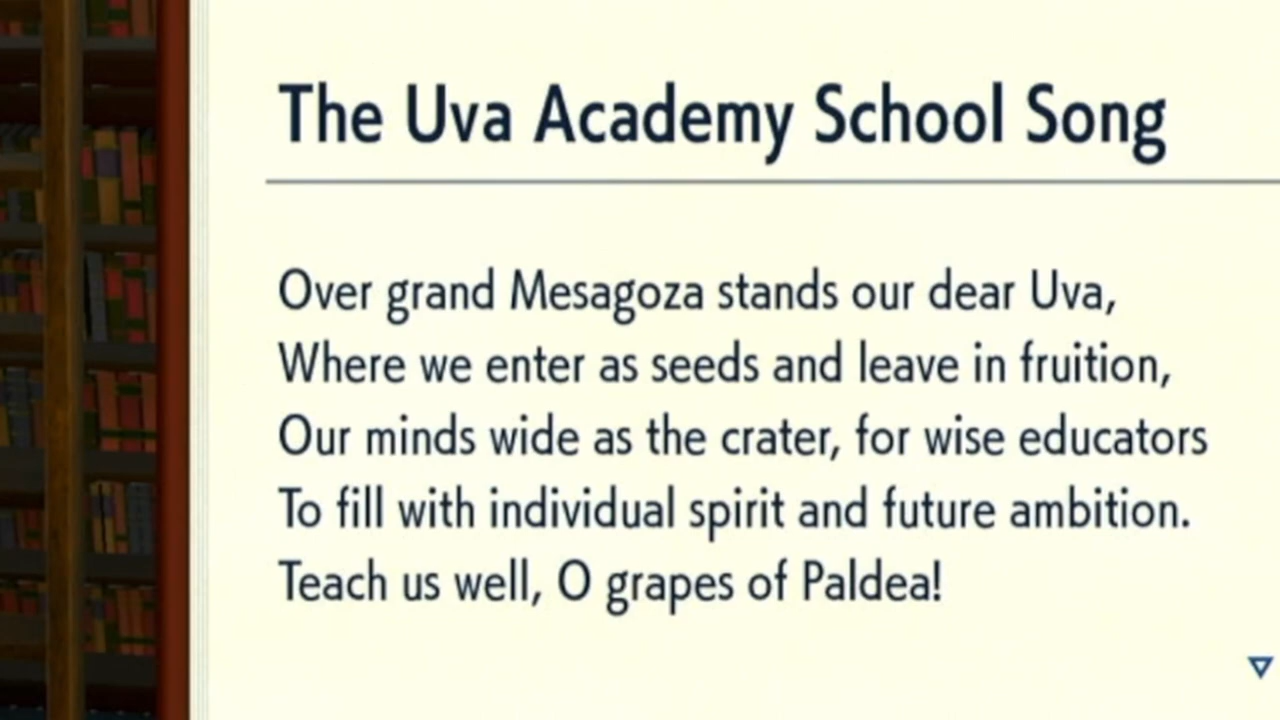 The Uva Academy School Song
Over grand Mesagoza stands our dear Uva,
Where we enter as seeds and leave in fruition,
Our minds wide as the crater, for wise educators
To fill with individual spirit and future ambition.
Teach us well, O grapes of Paldea!